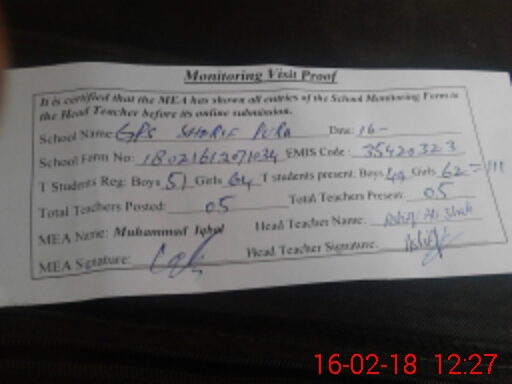 Monitoring Visit Proof
It is certified that the MEA has shown all entries of the School Monitoring Form to
the Head Teacher before its online submission.
School Name: GPS SHARIF PURA Date: 16-
School Form No: 18021612071034 EMIS Code: 35420323
T Students Reg: Boys 51 Girls 64 T students present: Boys 49 Girls 62 = 111
Total Teachers Posted: 05 Total Teachers Present: 05
MEA Name: Muhammad Iqbal Head Teacher Name:
MEA Signature: Head Teacher Signature.
16-02-18 12:27